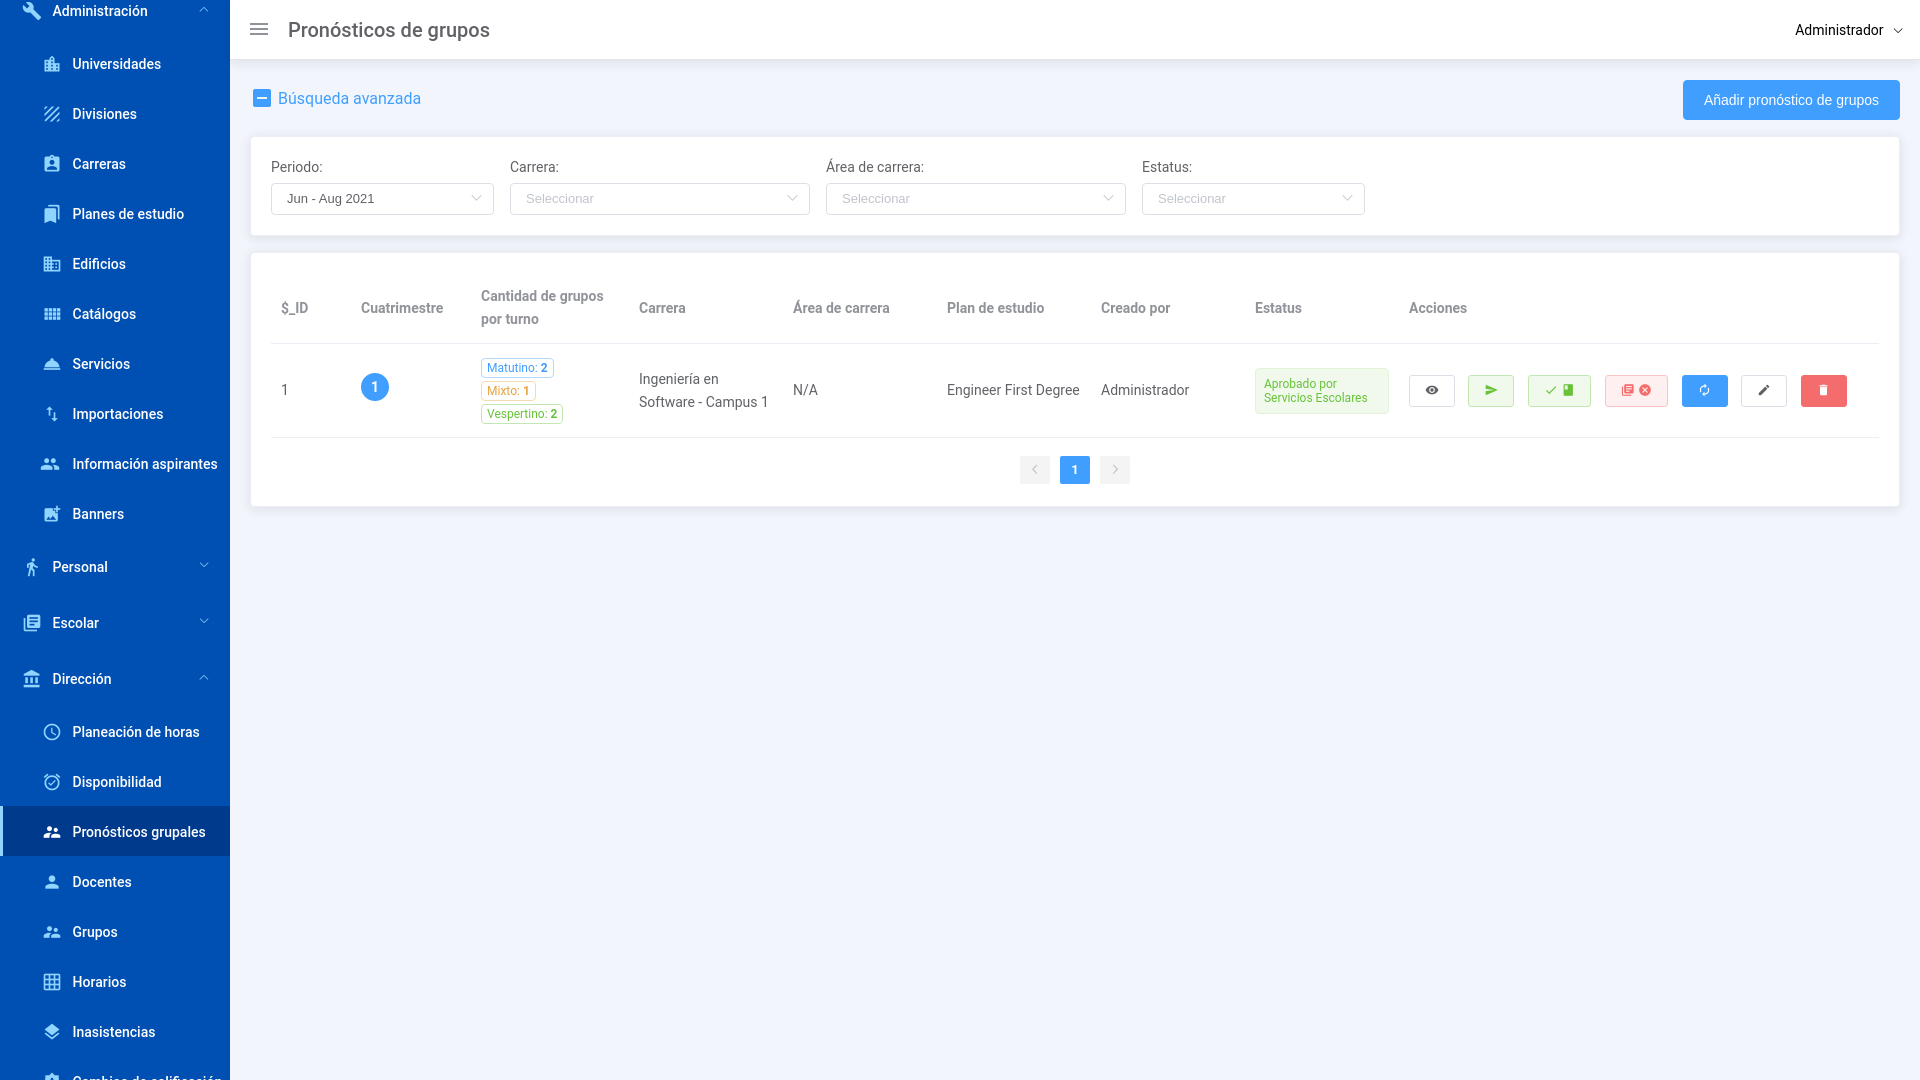 Administración
Universidades
Divisiones
Carreras
Planes de estudio
Edificios
Catálogos
Servicios
Importaciones
Información aspirantes
Banners
Personal
Escolar
Dirección
Planeación de horas
Disponibilidad
Pronósticos grupales
Docentes
Grupos
Horarios
Inasistencias
Cambios de calificación
Pronósticos de grupos
Administrador
Búsqueda avanzada
Añadir pronóstico de grupos
Periodo:
Carrera:
Área de carrera:
Estatus:
Jun - Aug 2021
Seleccionar
Seleccionar
Seleccionar
$_ID
Cuatrimestre
Cantidad de grupos
por turno
Carrera
Área de carrera
Plan de estudio
Creado por
Estatus
Acciones
1
1
Matutino: 2
Mixto: 1
Vespertino: 2
Ingeniería en
Software - Campus 1
N/A
Engineer First Degree
Administrador
Aprobado por
Servicios Escolares
1